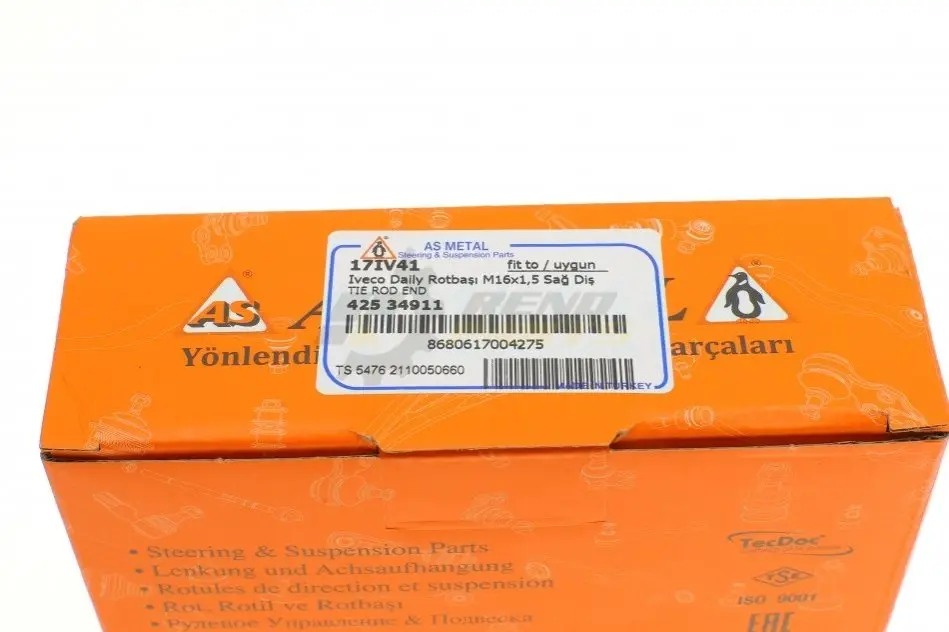 AS METAL
Steering & Suspension Parts
17IV41 fit to / uygun
Iveco Daily Rotbaşı M16x1,5 Sağ Diş
TIE ROD END
425 34911
8680617004275
TS 5476 2110050660
MADE IN TURKEY
AS ® A L ®
Yönlendi arçaları
• Steering & Suspension Parts
• Lenkung und Achsaufhangung
• Rotules de direction et suspension
• Rot, Rotil ve Rotbaşı
• Рулевое Управление & Подвеска
TecDoc
TSE
ISO 9001
EAC